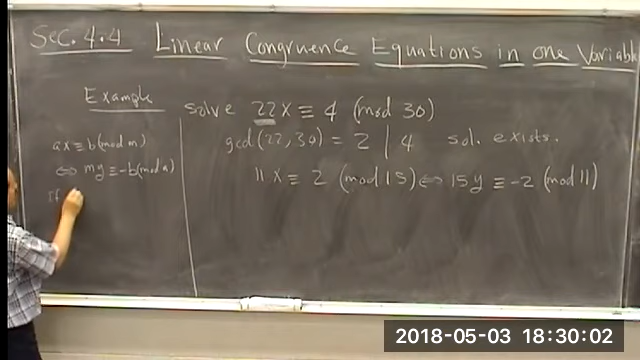 Sec. 4.4 Linear Congruence Equations in one Variable
Example solve 22x ≡ 4 (mod 30)
gcd(22, 30) = 2 | 4 sol. exists.
11x ≡ 2 (mod 15) ⇔ 15y ≡ -2 (mod 11)
ax ≡ b (mod m)
⇔ my ≡ -b (mod a)
If
2018-05-03 18:30:02